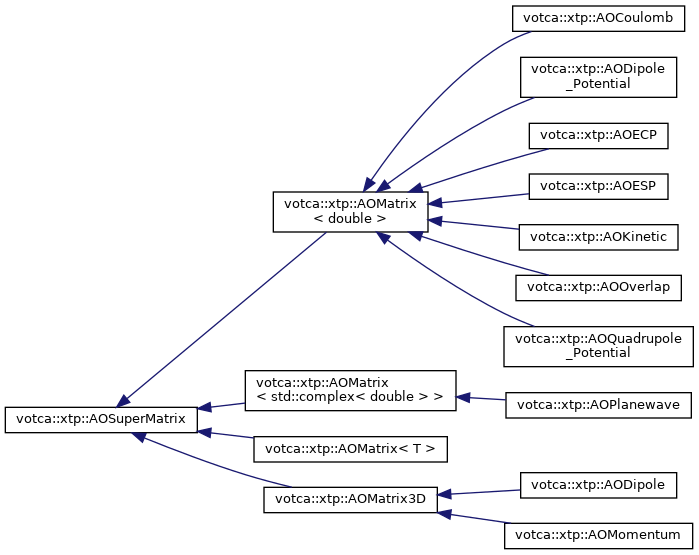 votca::xtp::AOCoulomb
votca::xtp::AODipole
_Potential
votca::xtp::AOECP
votca::xtp::AOESP
votca::xtp::AOMatrix
< double >
votca::xtp::AOKinetic
votca::xtp::AOOverlap
votca::xtp::AOQuadrupole
_Potential
votca::xtp::AOMatrix
< std::complex< double > >
votca::xtp::AOPlanewave
votca::xtp::AOSuperMatrix
votca::xtp::AOMatrix< T >
votca::xtp::AODipole
votca::xtp::AOMatrix3D
votca::xtp::AOMomentum